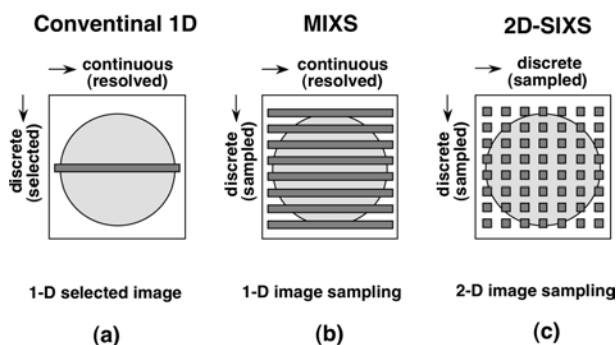 Conventinal 1D
MIXS
2D-SIXS
continuous
(resolved)
continuous
(resolved)
discrete
(sampled)
discrete
(selected)
discrete
(sampled)
discrete
(sampled)
1-D selected image
1-D image sampling
2-D image sampling
(a)
(b)
(c)